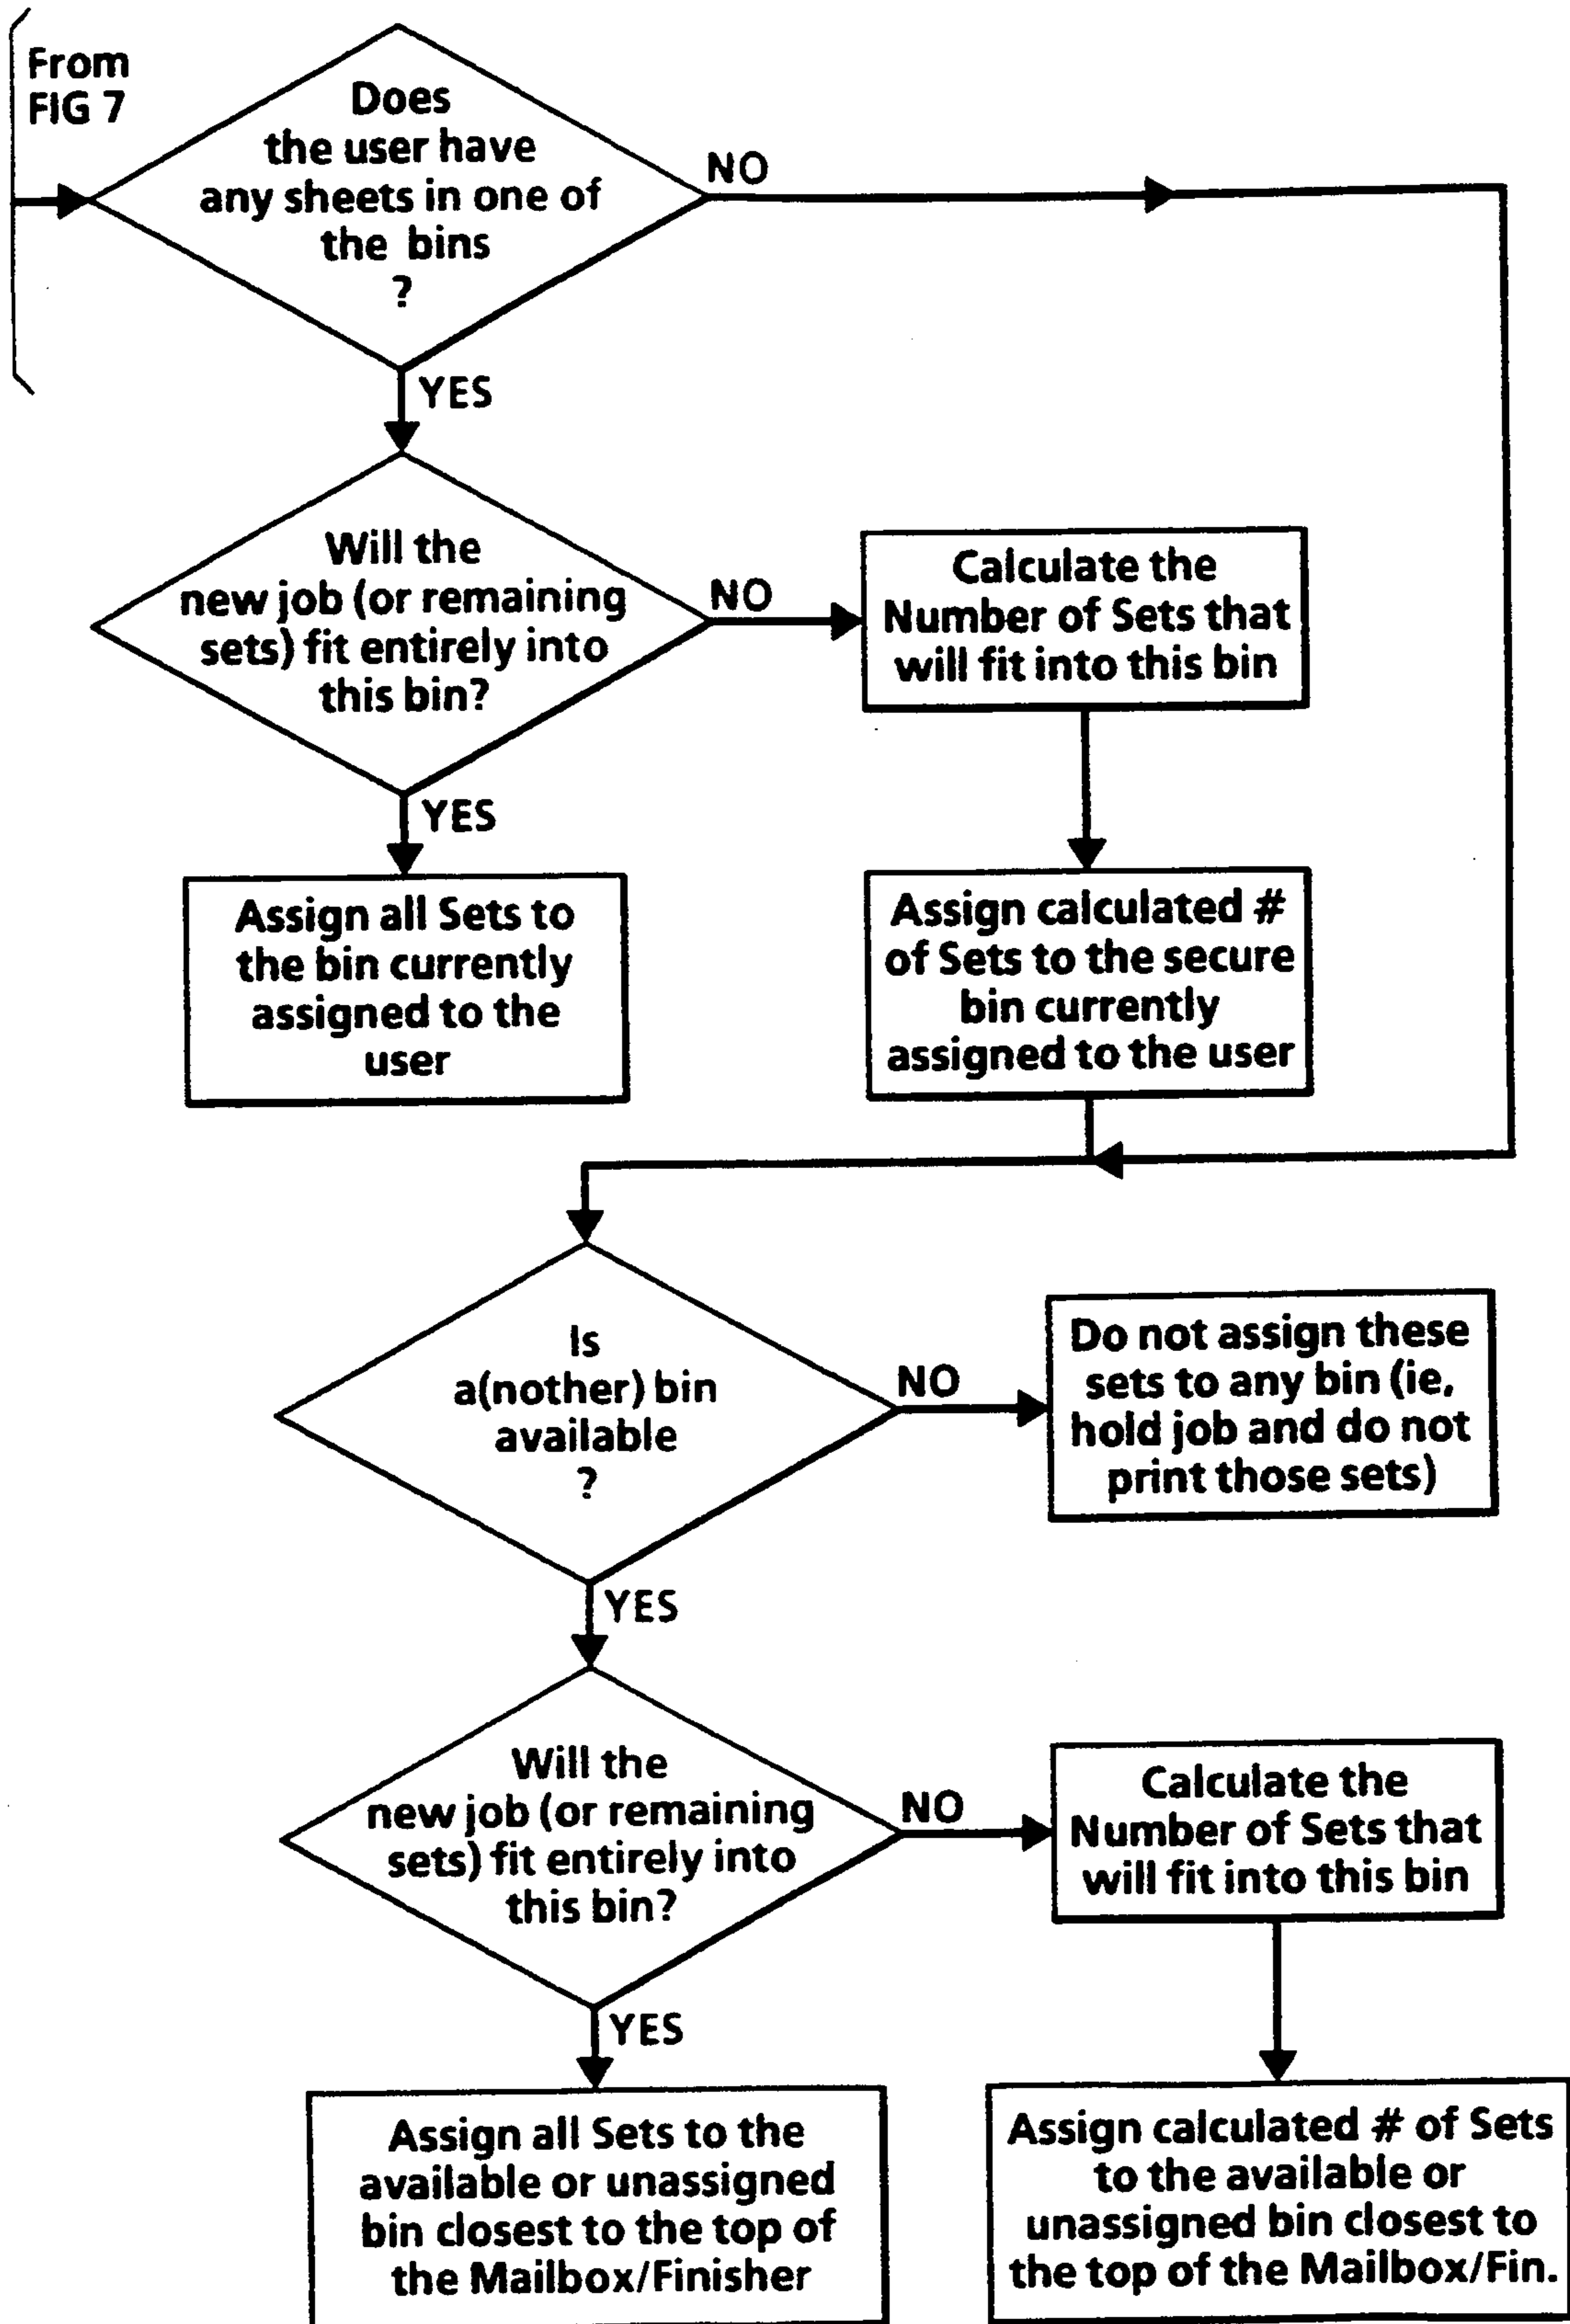 From
FIG 7
Does
the user have
any sheets in one of
the bins
?
NO
YES
Will the
new job (or remaining
sets) fit entirely into
this bin?
NO
Calculate the
Number of Sets that
will fit into this bin
YES
Assign all Sets to
the bin currently
assigned to the
user
Assign calculated #
of Sets to the secure
bin currently
assigned to the user
Is
a(nother) bin
available
?
NO
Do not assign these
sets to any bin (ie.
hold job and do not
print those sets)
YES
Will the
new job (or remaining
sets) fit entirely into
this bin?
NO
Calculate the
Number of Sets that
will fit into this bin
YES
Assign all Sets to the
available or unassigned
bin closest to the top of
the Mailbox/Finisher
Assign calculated # of Sets
to the available or
unassigned bin closest to
the top of the Mailbox/Fin.